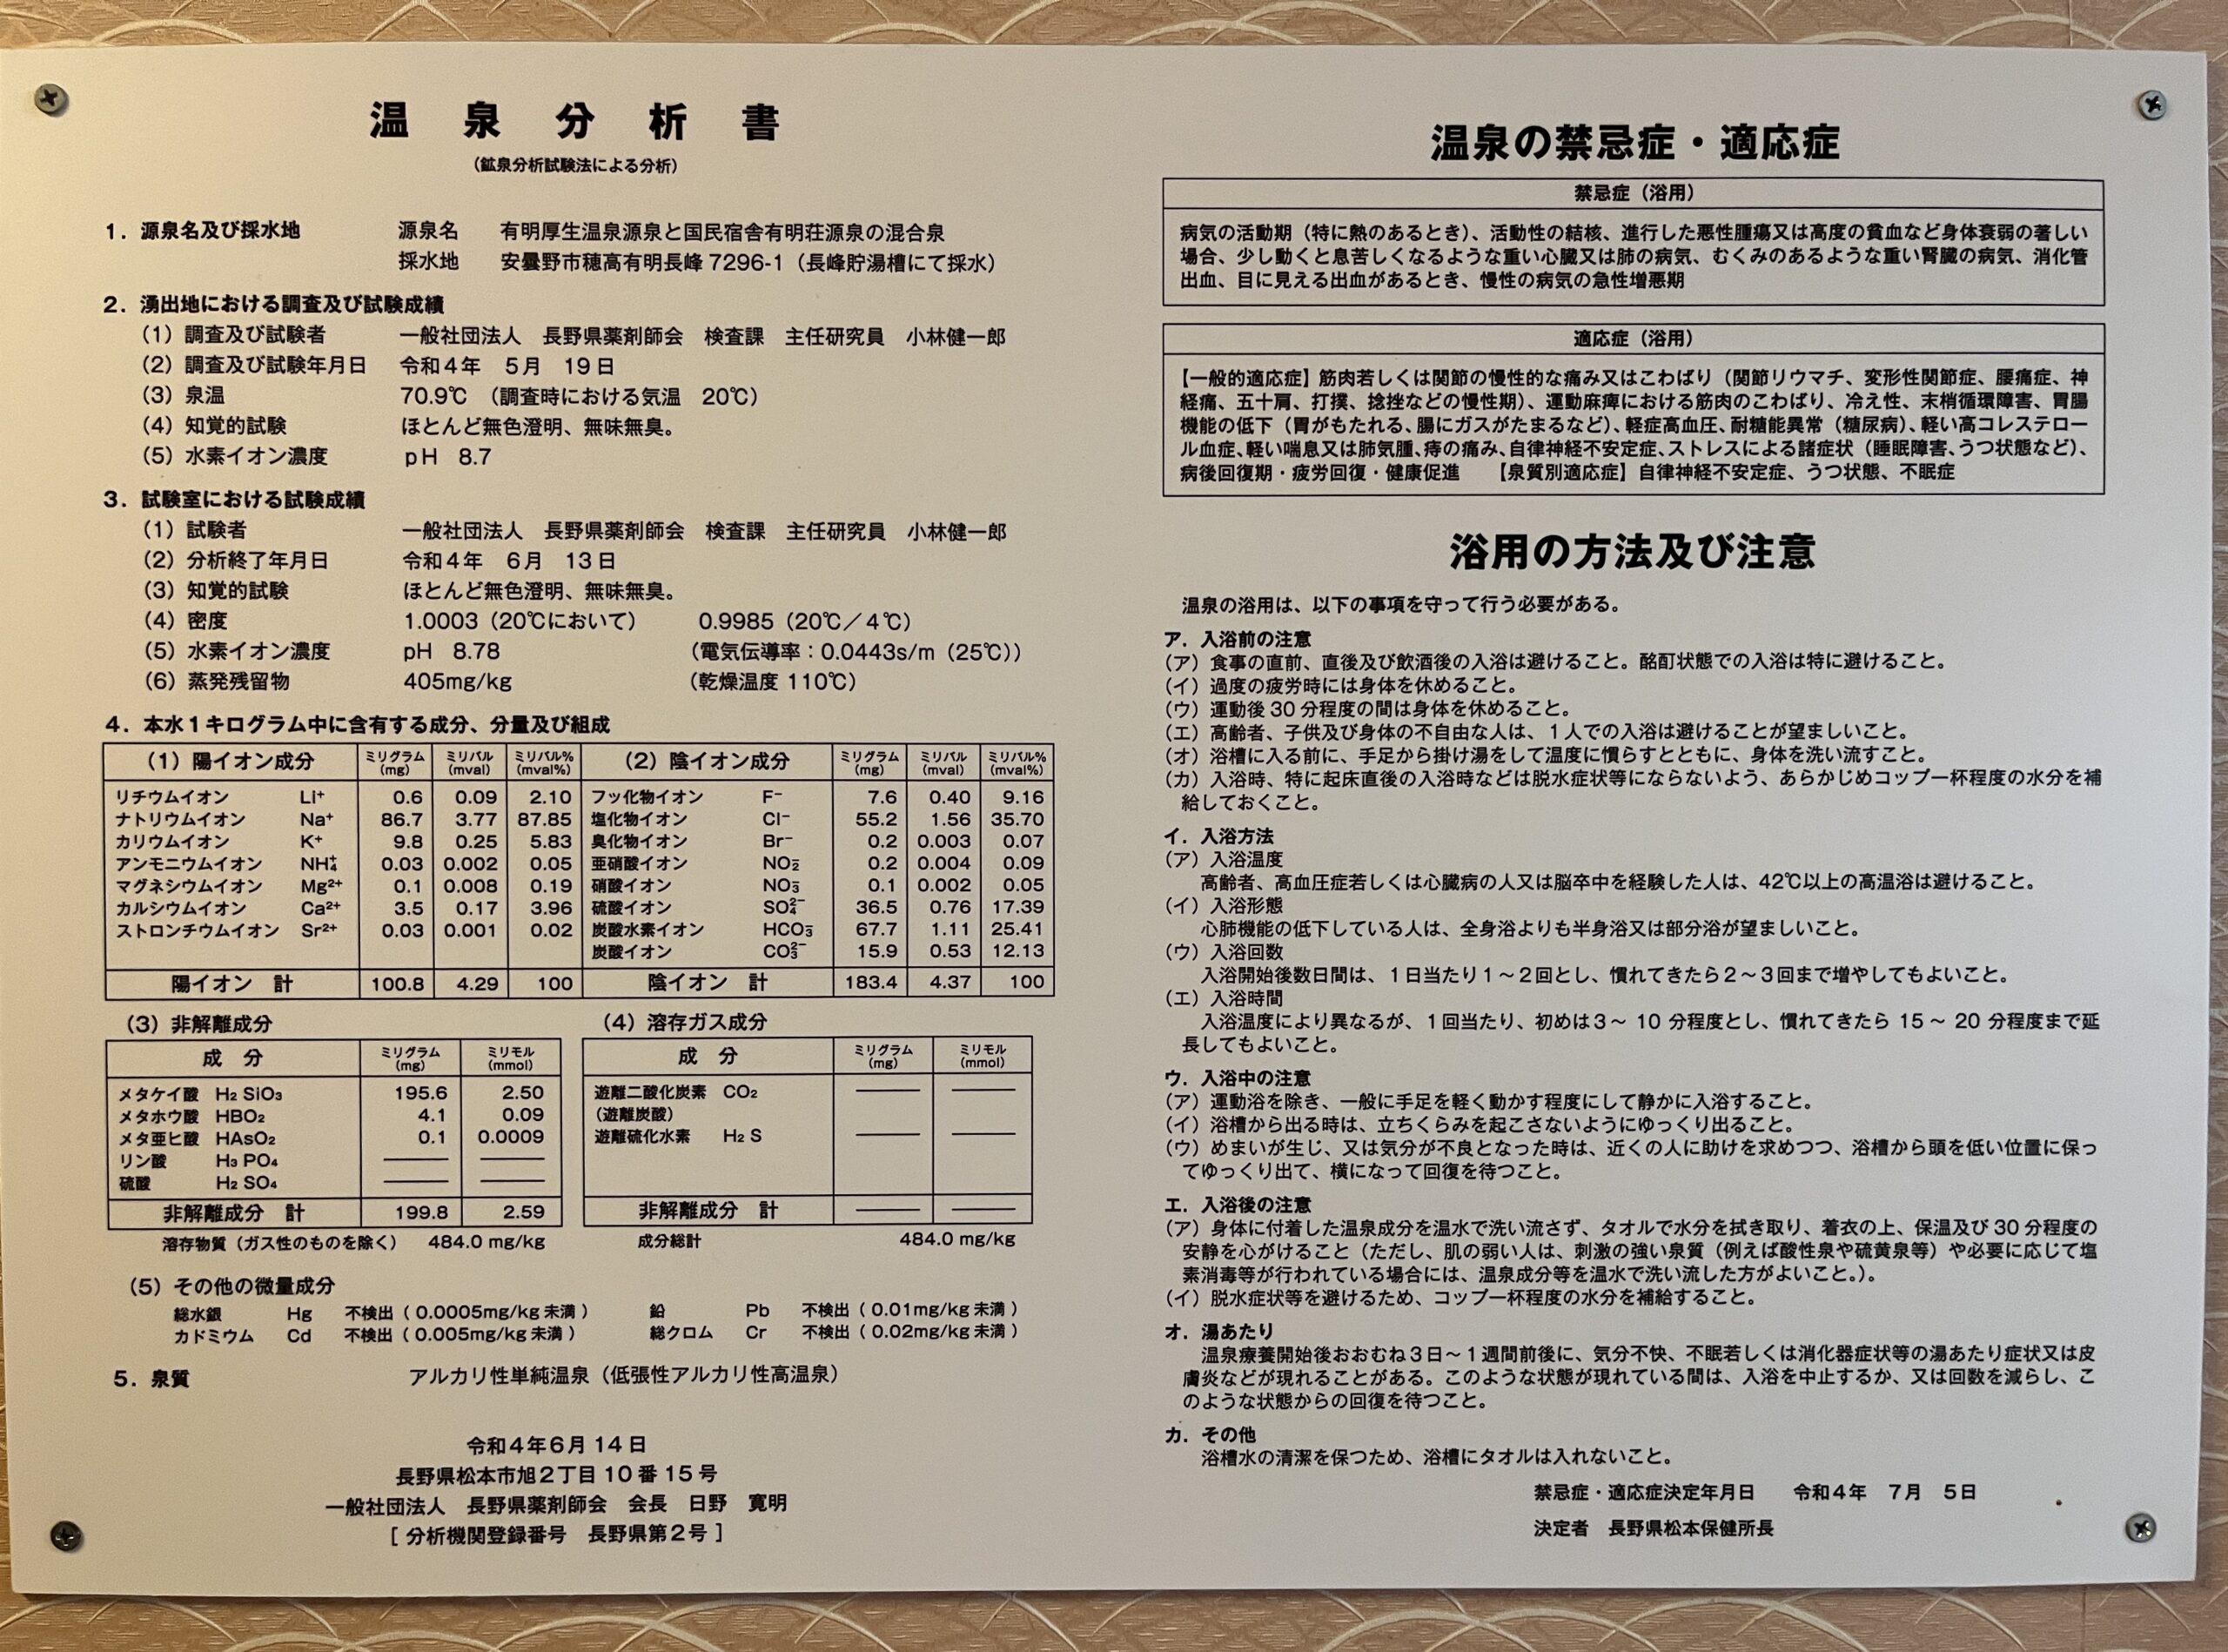 温泉分析書
（鉱泉分析試験法による分析）
1．源泉名及び採水地　源泉名　有明厚生温泉源泉と国民宿舎有明荘源泉の混合泉
採水地　安曇野市穂高有明長峰 7296-1（長峰貯湯槽にて採水）
2．湧出地における調査及び試験成績
（1）調査及び試験者　一般社団法人　長野県薬剤師会　検査課　主任研究員　小林健一郎
（2）調査及び試験年月日　令和4年　5月　19日
（3）泉温　70.9℃　（調査時における気温　20℃）
（4）知覚的試験　ほとんど無色澄明、無味無臭。
（5）水素イオン濃度　pH　8.7
3．試験室における試験成績
（1）試験者　一般社団法人　長野県薬剤師会　検査課　主任研究員　小林健一郎
（2）分析終了年月日　令和4年　6月　13日
（3）知覚的試験　ほとんど無色澄明、無味無臭。
（4）密度　1.0003（20℃において）　0.9985（20℃／4℃）
（5）水素イオン濃度　pH　8.78　（電気伝導率：0.0443s/m（25℃））
（6）蒸発残留物　405mg/kg　（乾燥温度 110℃）
4．本水1キログラム中に含有する成分、分量及び組成
（1）陽イオン成分　ミリグラム(mg)　ミリバル(mval)　ミリバル%(mval%)　（2）陰イオン成分　ミリグラム(mg)　ミリバル(mval)　ミリバル%(mval%)
リチウムイオン　Li⁺　0.6　0.09　2.10　フッ化物イオン　F⁻　7.6　0.40　9.16
ナトリウムイオン　Na⁺　86.7　3.77　87.85　塩化物イオン　Cl⁻　55.2　1.56　35.70
カリウムイオン　K⁺　9.8　0.25　5.83　臭化物イオン　Br⁻　0.2　0.003　0.07
アンモニウムイオン　NH₄⁺　0.03　0.002　0.05　亜硝酸イオン　NO₂⁻　0.2　0.004　0.09
マグネシウムイオン　Mg²⁺　0.1　0.008　0.19　硝酸イオン　NO₃⁻　0.1　0.002　0.05
カルシウムイオン　Ca²⁺　3.5　0.17　3.96　硫酸イオン　SO₄²⁻　36.5　0.76　17.39
ストロンチウムイオン　Sr²⁺　0.03　0.001　0.02　炭酸水素イオン　HCO₃⁻　67.7　1.11　25.41
炭酸イオン　CO₃²⁻　15.9　0.53　12.13
陽イオン　計　100.8　4.29　100　陰イオン　計　183.4　4.37　100
（3）非解離成分　（4）溶存ガス成分
成　分　ミリグラム(mg)　ミリモル(mmol)　成　分　ミリグラム(mg)　ミリモル(mmol)
メタケイ酸　H₂SiO₃　195.6　2.50　遊離二酸化炭素　CO₂　――　――
メタホウ酸　HBO₂　4.1　0.09　（遊離炭酸）
メタ亜ヒ酸　HAsO₂　0.1　0.0009　遊離硫化水素　H₂S　――　――
リン酸　H₃PO₄　――　――
硫酸　H₂SO₄　――　――
非解離成分　計　199.8　2.59　非解離成分　計　――　――
溶存物質（ガス性のものを除く）　484.0 mg/kg　成分総計　484.0 mg/kg
（5）その他の微量成分
総水銀　Hg　不検出（0.0005mg/kg未満）　鉛　Pb　不検出（0.01mg/kg未満）
カドミウム　Cd　不検出（0.005mg/kg未満）　総クロム　Cr　不検出（0.02mg/kg未満）
5．泉質　アルカリ性単純温泉（低張性アルカリ性高温泉）
令和4年6月14日
長野県松本市旭2丁目10番15号
一般社団法人　長野県薬剤師会　会長　日野　寛明
［分析機関登録番号　長野県第2号］
温泉の禁忌症・適応症
禁忌症（浴用）
病気の活動期（特に熱のあるとき）、活動性の結核、進行した悪性腫瘍又は高度の貧血など身体衰弱の著しい
場合、少し動くと息苦しくなるような重い心臓又は肺の病気、むくみのあるような重い腎臓の病気、消化管
出血、目に見える出血があるとき、慢性の病気の急性増悪期
適応症（浴用）
【一般的適応症】筋肉若しくは関節の慢性的な痛み又はこわばり（関節リウマチ、変形性関節症、腰痛症、神
経痛、五十肩、打撲、捻挫などの慢性期）、運動麻痺における筋肉のこわばり、冷え性、末梢循環障害、胃腸
機能の低下（胃がもたれる、腸にガスがたまるなど）、軽症高血圧、耐糖能異常（糖尿病）、軽い高コレステロー
ル血症、軽い喘息又は肺気腫、痔の痛み、自律神経不安定症、ストレスによる諸症状（睡眠障害、うつ状態など）、
病後回復期・疲労回復・健康促進　【泉質別適応症】自律神経不安定症、うつ状態、不眠症
浴用の方法及び注意
温泉の浴用は、以下の事項を守って行う必要がある。
ア．入浴前の注意
（ア）食事の直前、直後及び飲酒後の入浴は避けること。酩酊状態での入浴は特に避けること。
（イ）過度の疲労時には身体を休めること。
（ウ）運動後30分程度の間は身体を休めること。
（エ）高齢者、子供及び身体の不自由な人は、1人での入浴は避けることが望ましいこと。
（オ）浴槽に入る前に、手足から掛け湯をして温度に慣らすとともに、身体を洗い流すこと。
（カ）入浴時、特に起床直後の入浴時などは脱水症状等にならないよう、あらかじめコップ一杯程度の水分を補
給しておくこと。
イ．入浴方法
（ア）入浴温度
高齢者、高血圧症若しくは心臓病の人又は脳卒中を経験した人は、42℃以上の高温浴は避けること。
（イ）入浴形態
心肺機能の低下している人は、全身浴よりも半身浴又は部分浴が望ましいこと。
（ウ）入浴回数
入浴開始後数日間は、1日当たり1～2回とし、慣れてきたら2～3回まで増やしてもよいこと。
（エ）入浴時間
入浴温度により異なるが、1回当たり、初めは3～10分程度とし、慣れてきたら15～20分程度まで延
長してもよいこと。
ウ．入浴中の注意
（ア）運動浴を除き、一般に手足を軽く動かす程度にして静かに入浴すること。
（イ）浴槽から出る時は、立ちくらみを起こさないようにゆっくり出ること。
（ウ）めまいが生じ、又は気分が不良となった時は、近くの人に助けを求めつつ、浴槽から頭を低い位置に保っ
てゆっくり出て、横になって回復を待つこと。
エ．入浴後の注意
（ア）身体に付着した温泉成分を温水で洗い流さず、タオルで水分を拭き取り、着衣の上、保温及び30分程度の
安静を心がけること（ただし、肌の弱い人は、刺激の強い泉質（例えば酸性泉や硫黄泉等）や必要に応じて塩
素消毒等が行われている場合には、温泉成分等を温水で洗い流した方がよいこと。）。
（イ）脱水症状等を避けるため、コップ一杯程度の水分を補給すること。
オ．湯あたり
温泉療養開始後おおむね3日～1週間前後に、気分不快、不眠若しくは消化器症状等の湯あたり症状又は皮
膚炎などが現れることがある。このような状態が現れている間は、入浴を中止するか、又は回数を減らし、こ
のような状態からの回復を待つこと。
カ．その他
浴槽水の清潔を保つため、浴槽にタオルは入れないこと。
禁忌症・適応症決定年月日　令和4年　7月　5日
決定者　長野県松本保健所長